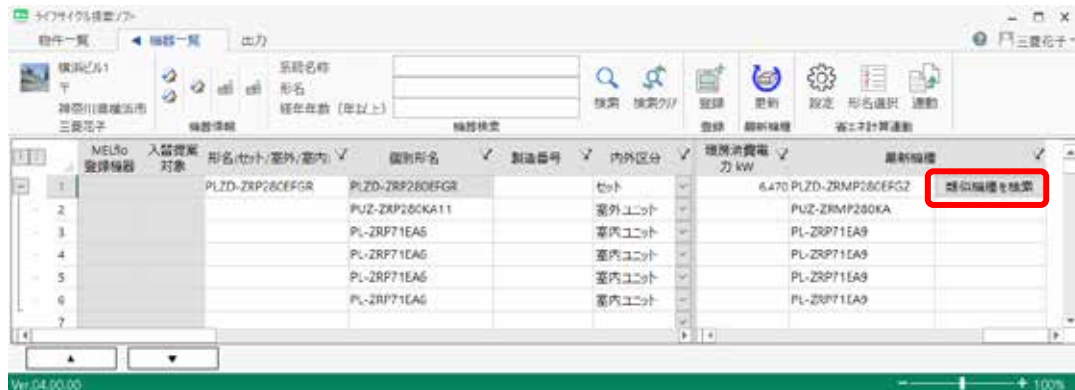 ライフサイクル提案ソフト
物件一覧 ◀ 機器一覧 出力 三菱花子
横浜ビル1
〒
神奈川県横浜市
三菱花子
機器情報
系統名称
形名
経年年数（年以上）
機器検索
検索 検索クリア
登録 更新 設定 形名選択 連動
登録 最新機種 省エネ計算連動
MELflo 登録機器 入替提案 対象 形名(セット/室外/室内) 個別形名 製造番号 内外区分 暖房消費電力 kW 最新機種
1 PLZD-ZRP280EFGR PLZD-ZRP280EFGR セット 6.470 PLZD-ZRMP280EFGZ 類似機種を検索
2 PUZ-ZRP280KA11 室外ユニット PUZ-ZRMP280KA
3 PL-ZRP71EA6 室内ユニット PL-ZRP71EA9
4 PL-ZRP71EA6 室内ユニット PL-ZRP71EA9
5 PL-ZRP71EA6 室内ユニット PL-ZRP71EA9
6 PL-ZRP71EA6 室内ユニット PL-ZRP71EA9
7
▲ ▼
Ver.04.00.00 100%